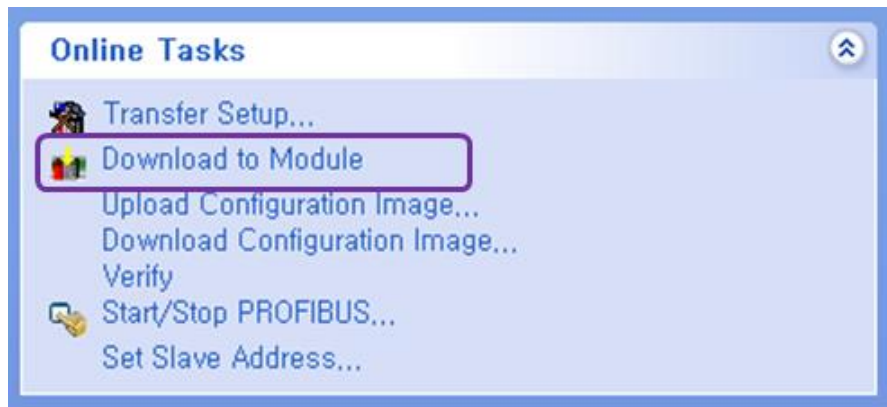 Online Tasks
Transfer Setup...
Download to Module
Upload Configuration Image...
Download Configuration Image...
Verify
Start/Stop PROFIBUS...
Set Slave Address...